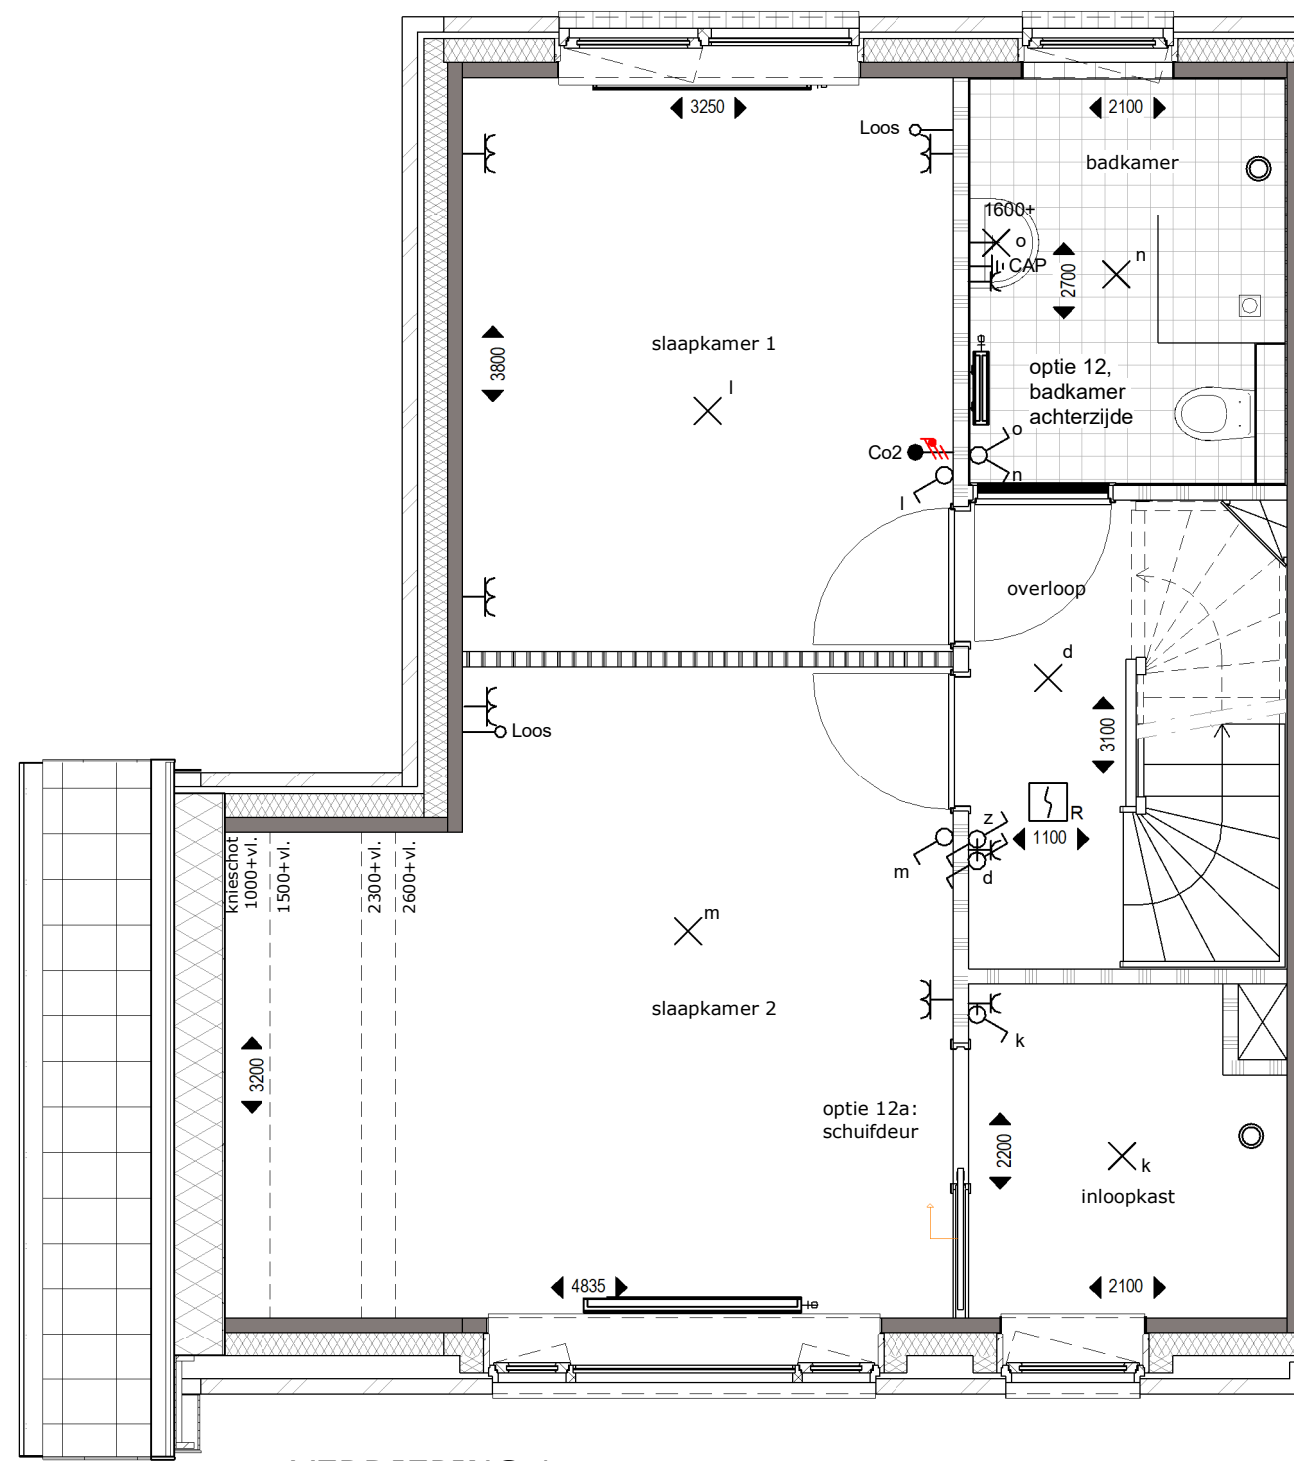 3250
2100
Loos
badkamer
1600+
o
CAP
n
2700
slaapkamer 1
3800
l
optie 12,
badkamer
achterzijde
Co2
o
n
l
overloop
d
Loos
3100
R
z
1100
m
d
knieschot
1000+vl.
1500+vl.
2300+vl.
2600+vl.
m
slaapkamer 2
k
3200
optie 12a:
schuifdeur
2200
k
inloopkast
4835
2100